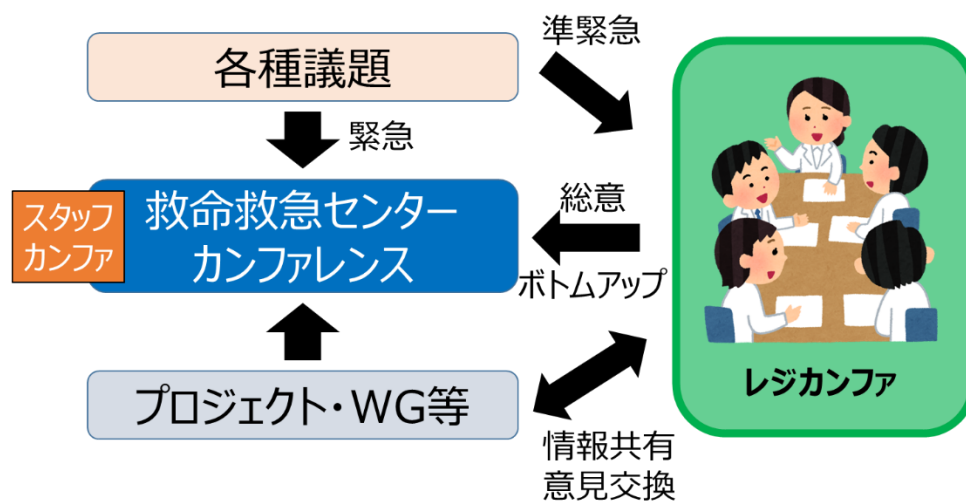 各種議題
準緊急
緊急
スタッフ
カンファ
救命救急センター
カンファレンス
総意
ボトムアップ
プロジェクト・WG等
情報共有
意見交換
レジカンファ